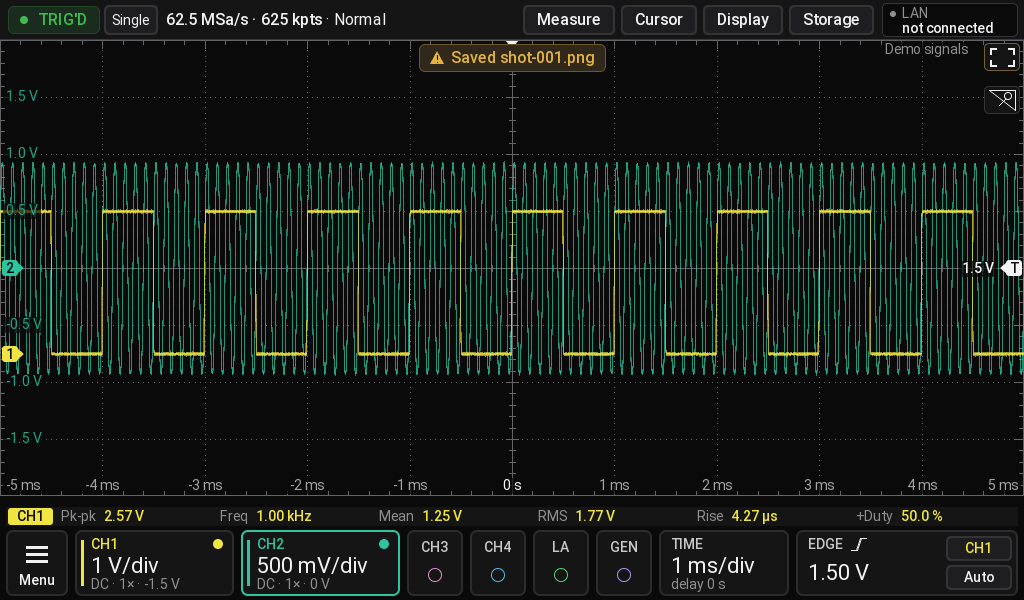 TRIG'D
Single
62.5 MSa/s · 625 kpts · Normal
Measure
Cursor
Display
Storage
LAN
not connected
Saved shot-001.png
Demo signals
1.5 V
1.0 V
0.5 V
2
1.5 V
T
-0.5 V
1
-1.0 V
-1.5 V
-5 ms
-4 ms
-3 ms
-2 ms
-1 ms
0 s
1 ms
2 ms
3 ms
4 ms
5 ms
CH1 Pk-pk 2.57 V Freq 1.00 kHz Mean 1.25 V RMS 1.77 V Rise 4.27 µs +Duty 50.0 %
Menu
CH1
1 V/div
DC · 1× · -1.5 V
CH2
500 mV/div
DC · 1× · 0 V
CH3
CH4
LA
GEN
TIME
1 ms/div
delay 0 s
EDGE
1.50 V
CH1
Auto